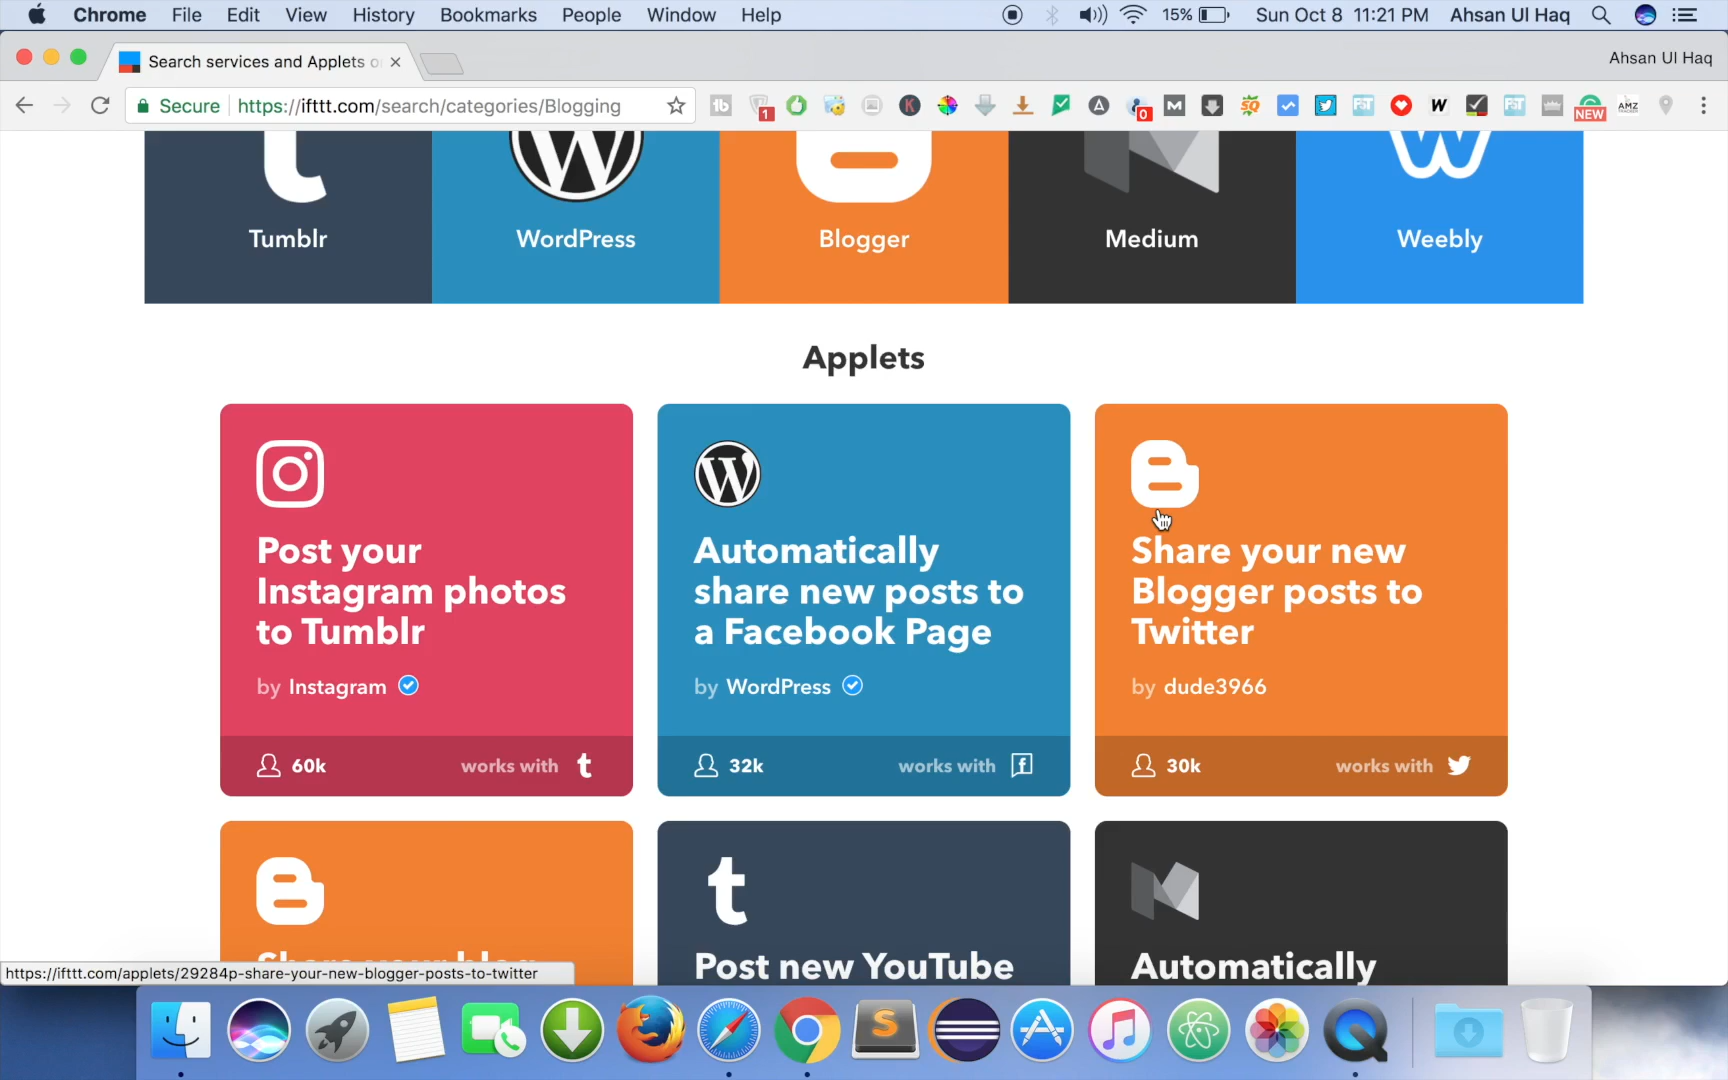 Chrome File Edit View History Bookmarks People Window Help 15% Sun Oct 8 11:21 PM Ahsan Ul Haq
Search services and Applets o Ahsan Ul Haq
Secure https://ifttt.com/search/categories/Blogging
Tumblr WordPress Blogger Medium Weebly
Applets
Post your
Instagram photos
to Tumblr
by Instagram
60k works with
Automatically
share new posts to
a Facebook Page
by WordPress
32k works with
Share your new
Blogger posts to
Twitter
by dude3966
30k works with
Share your blog
Post new YouTube
Automatically
https://ifttt.com/applets/29284p-share-your-new-blogger-posts-to-twitter